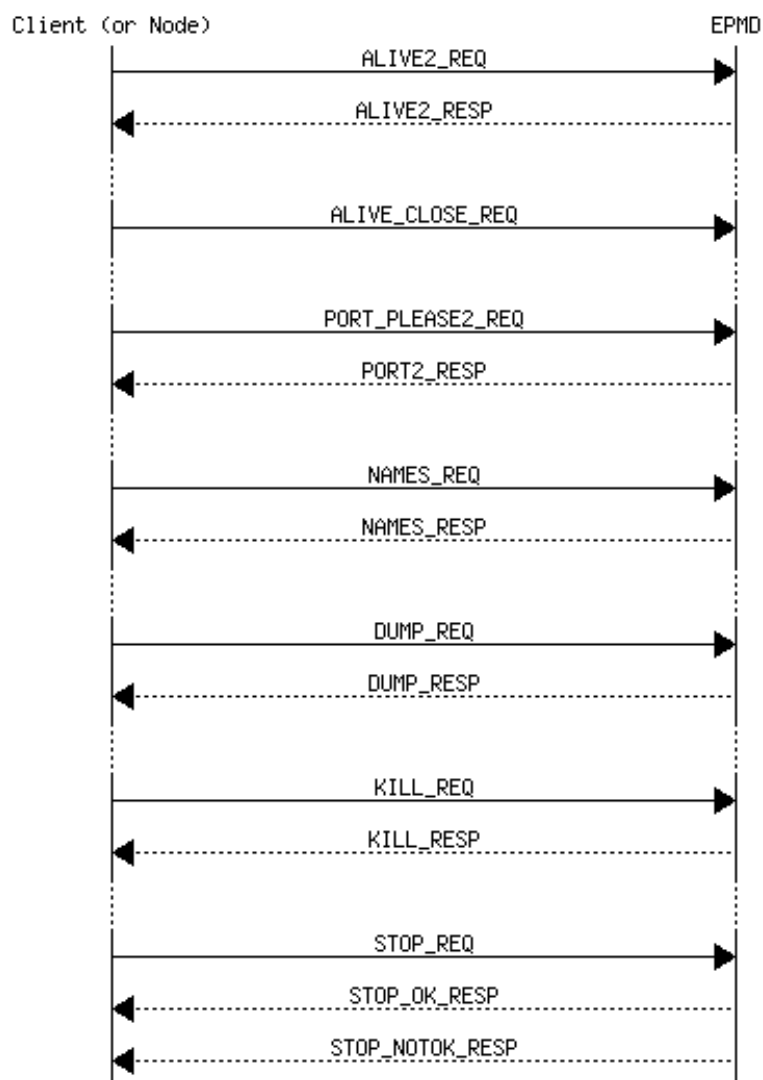 Client (or Node) EPMD
ALIVE2_REQ
ALIVE2_RESP
ALIVE_CLOSE_REQ
PORT_PLEASE2_REQ
PORT2_RESP
NAMES_REQ
NAMES_RESP
DUMP_REQ
DUMP_RESP
KILL_REQ
KILL_RESP
STOP_REQ
STOP_OK_RESP
STOP_NOTOK_RESP